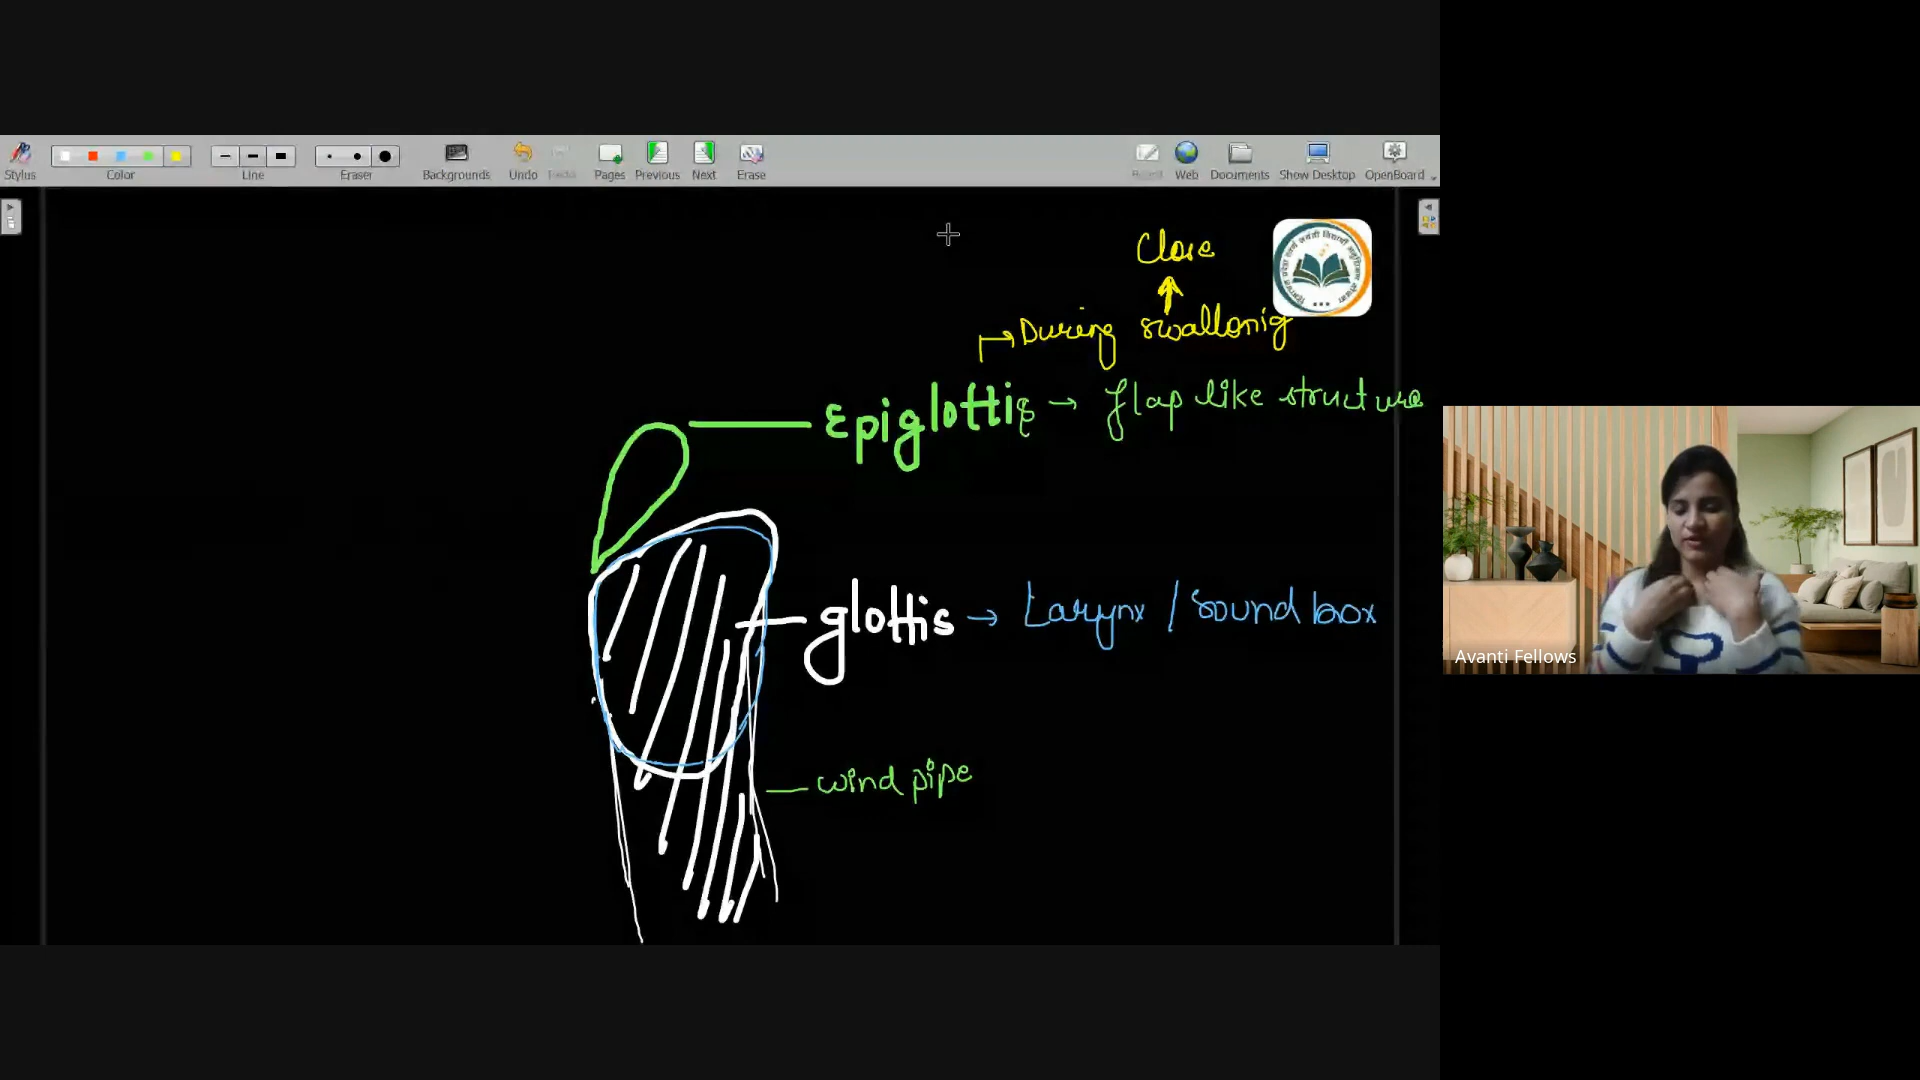 Stylus
Color
Line
Eraser
Backgrounds
Undo
Pages
Previous
Next
Erase
Web
Documents
Show Desktop
OpenBoard
Close
During swallonig
Epiglottis → flap like structure
glottis → Larynx / sound box
wind pipe
Avanti Fellows